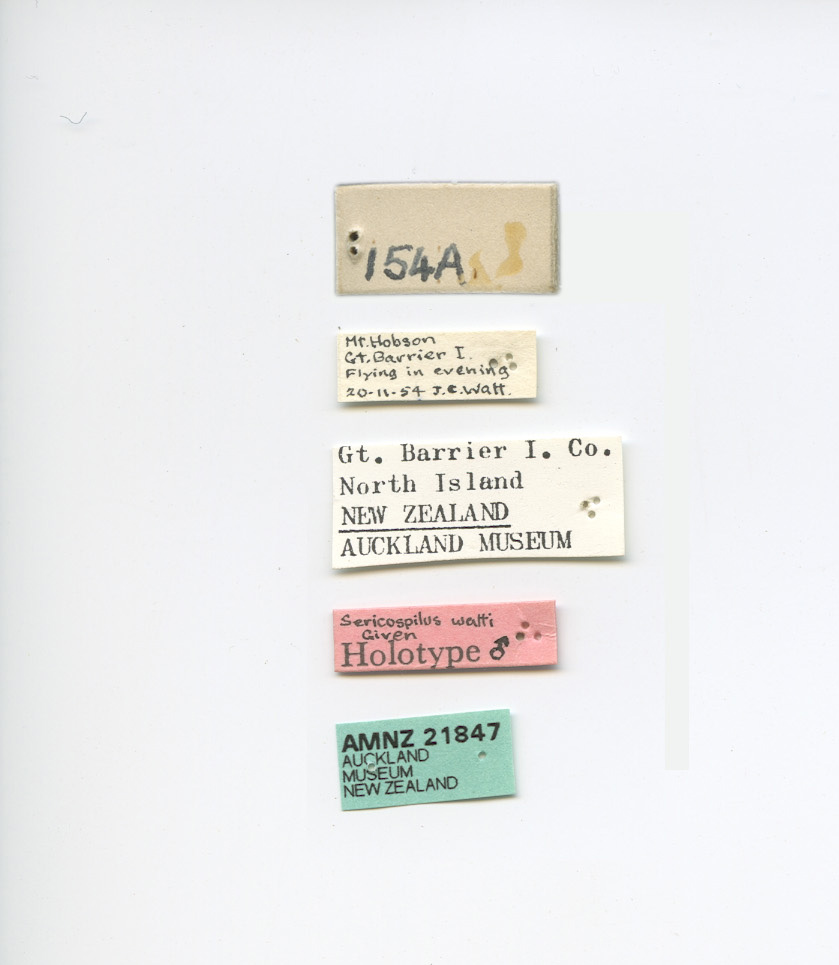 154A
Mt. Hobson
Gt. Barrier I.
Flying in evening
20-11-54 J.C. Watt.
Gt. Barrier I. Co.
North Island
NEW ZEALAND
AUCKLAND MUSEUM
Sericospilus watti
Given
Holotype ♂
AMNZ 21847
AUCKLAND
MUSEUM
NEW ZEALAND